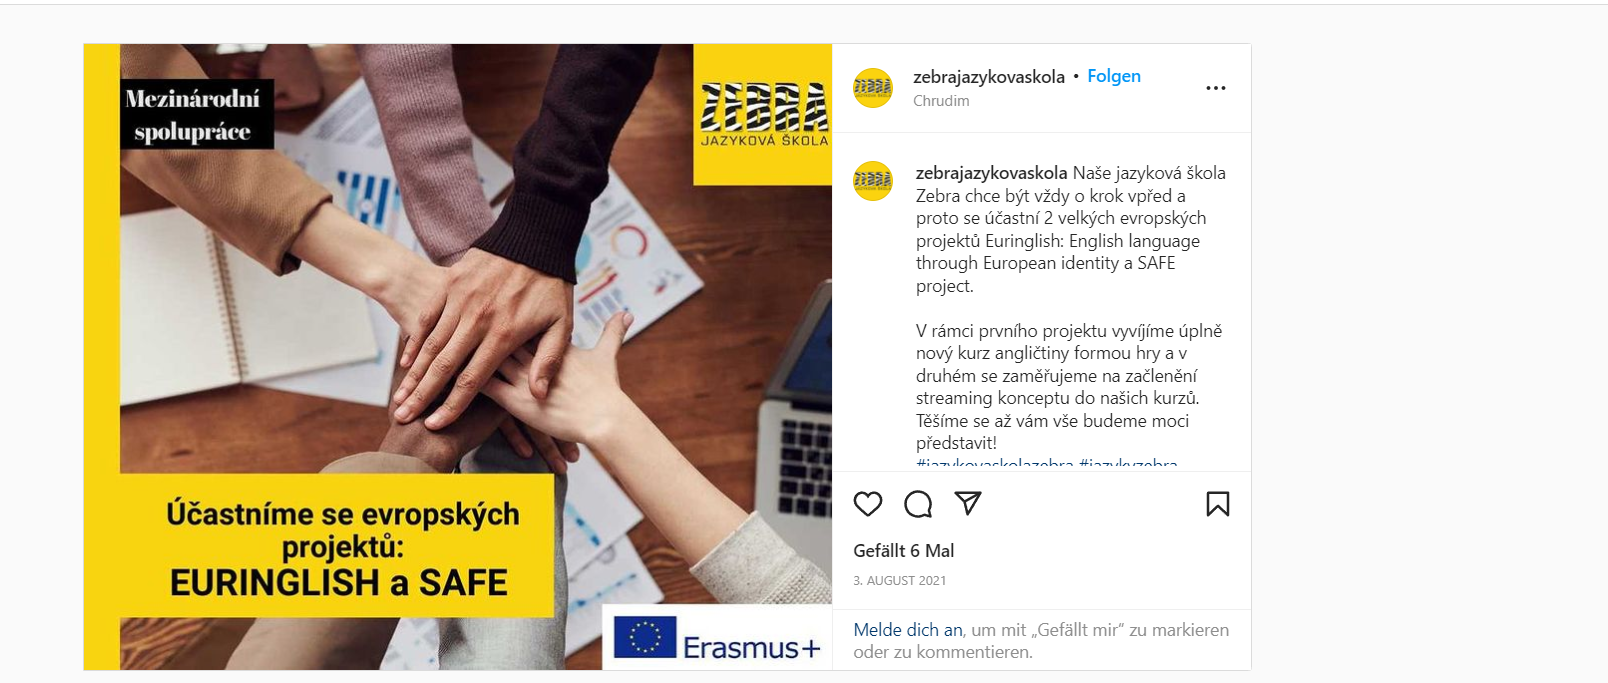 Mezinárodní
spolupráce
ZEBRA
JAZYKOVÁ ŠKOLA
Účastníme se evropských
projektů:
EURINGLISH a SAFE
Erasmus+
zebrajazykovaskola • Folgen
Chrudim
zebrajazykovaskola Naše jazyková škola
Zebra chce být vždy o krok vpřed a
proto se účastní 2 velkých evropských
projektů Euringlish: English language
through European identity a SAFE
project.
V rámci prvního projektu vyvíjíme úplně
nový kurz angličtiny formou hry a v
druhém se zaměřujeme na začlenění
streaming konceptu do našich kurzů.
Těšíme se až vám vše budeme moci
představit!
#jazykovaskolazebra #jazykyzebra
Gefällt 6 Mal
3. AUGUST 2021
Melde dich an, um mit „Gefällt mir“ zu markieren
oder zu kommentieren.